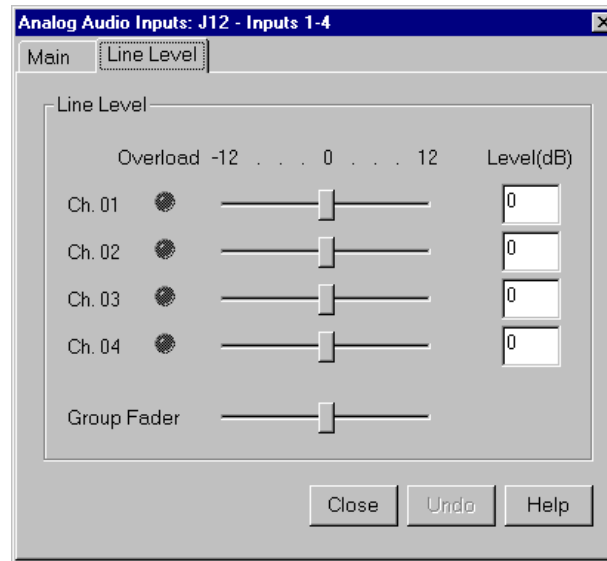 Analog Audio Inputs: J12 - Inputs 1-4
Main Line Level
Line Level
Overload -12 . . . 0 . . . 12 Level(dB)
Ch. 01 0
Ch. 02 0
Ch. 03 0
Ch. 04 0
Group Fader
Close Undo Help